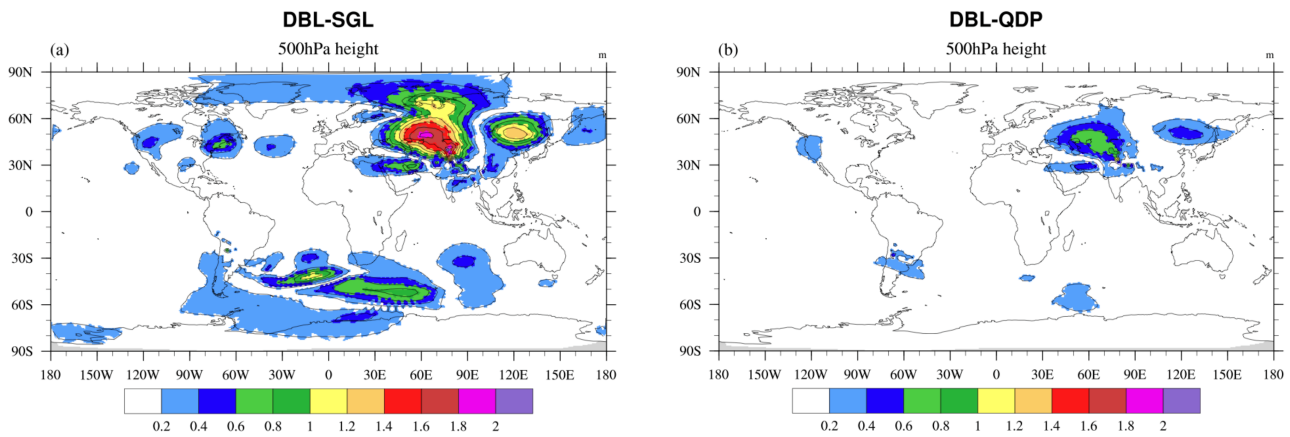 DBL-SGL
(a)
500hPa height
m
90N
60N
30N
0
30S
60S
90S
180 150W 120W 90W 60W 30W 0 30E 60E 90E 120E 150E 180
0.2 0.4 0.6 0.8 1 1.2 1.4 1.6 1.8 2
DBL-QDP
(b)
500hPa height
m
90N
60N
30N
0
30S
60S
90S
180 150W 120W 90W 60W 30W 0 30E 60E 90E 120E 150E 180
0.2 0.4 0.6 0.8 1 1.2 1.4 1.6 1.8 2